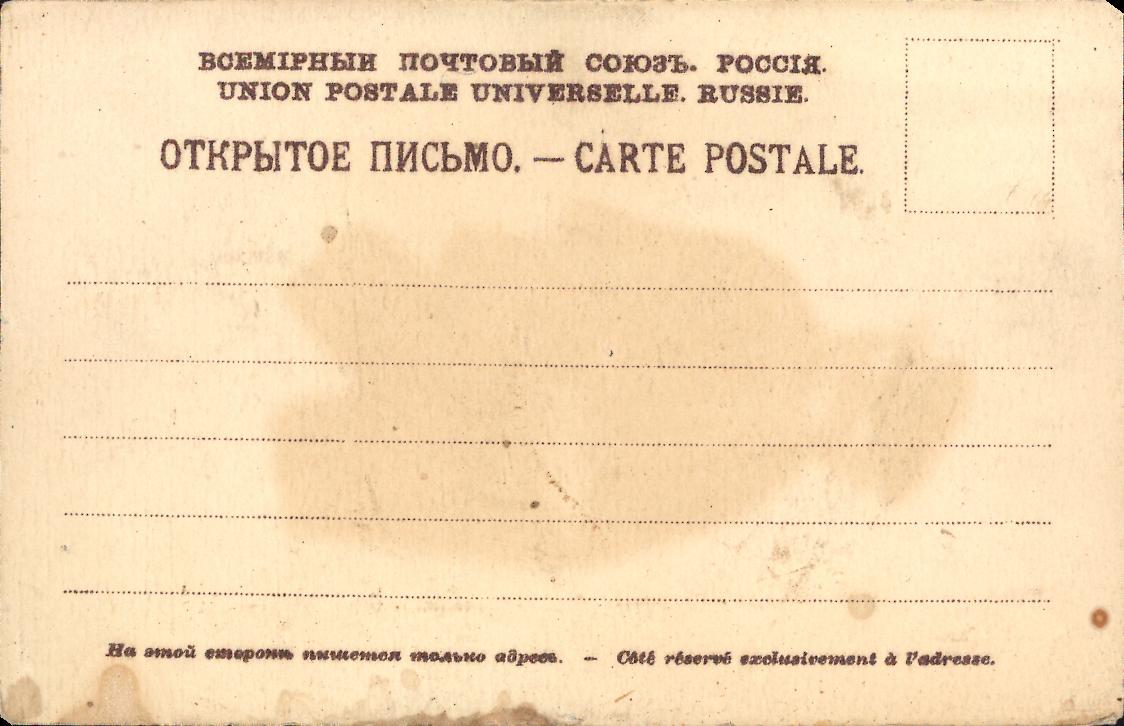 ВСЕМІРНЫЙ ПОЧТОВЫЙ СОЮЗЪ. РОССІЯ.
UNION POSTALE UNIVERSELLE. RUSSIE.
ОТКРЫТОЕ ПИСЬМО. — CARTE POSTALE.
На этой сторонѣ пишется только адресъ. — Côté réservé exclusivement à l'adresse.